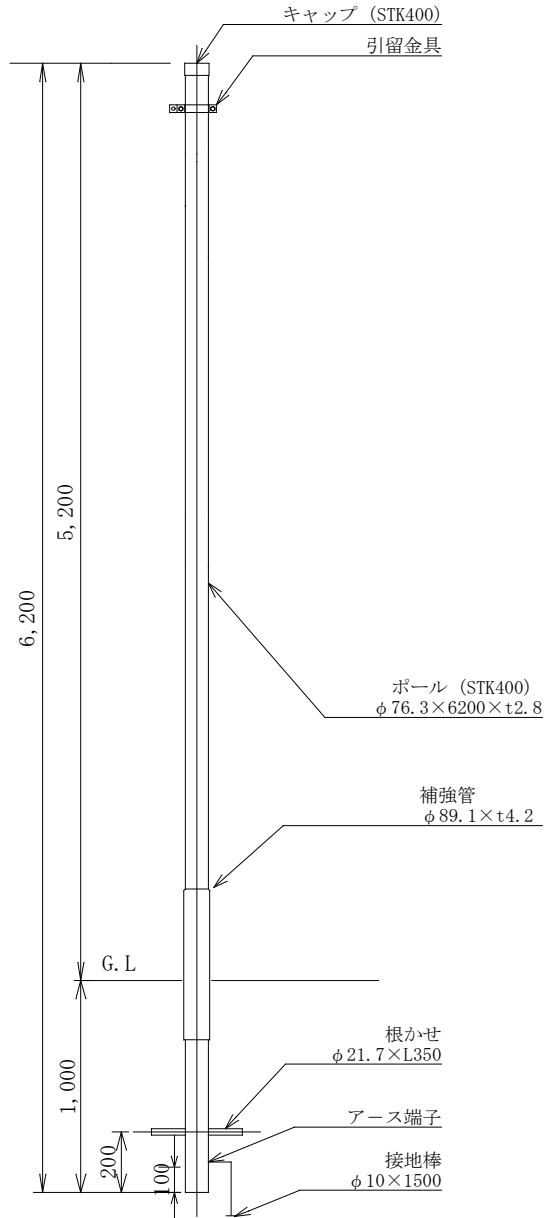 キャップ (STK400)
引留金具
5,200
6,200
ポール (STK400)
φ76.3×6200×t2.8
補強管
φ89.1×t4.2
G.L
根かせ
φ21.7×L350
1,000
アース端子
200
100
接地棒
φ10×1500